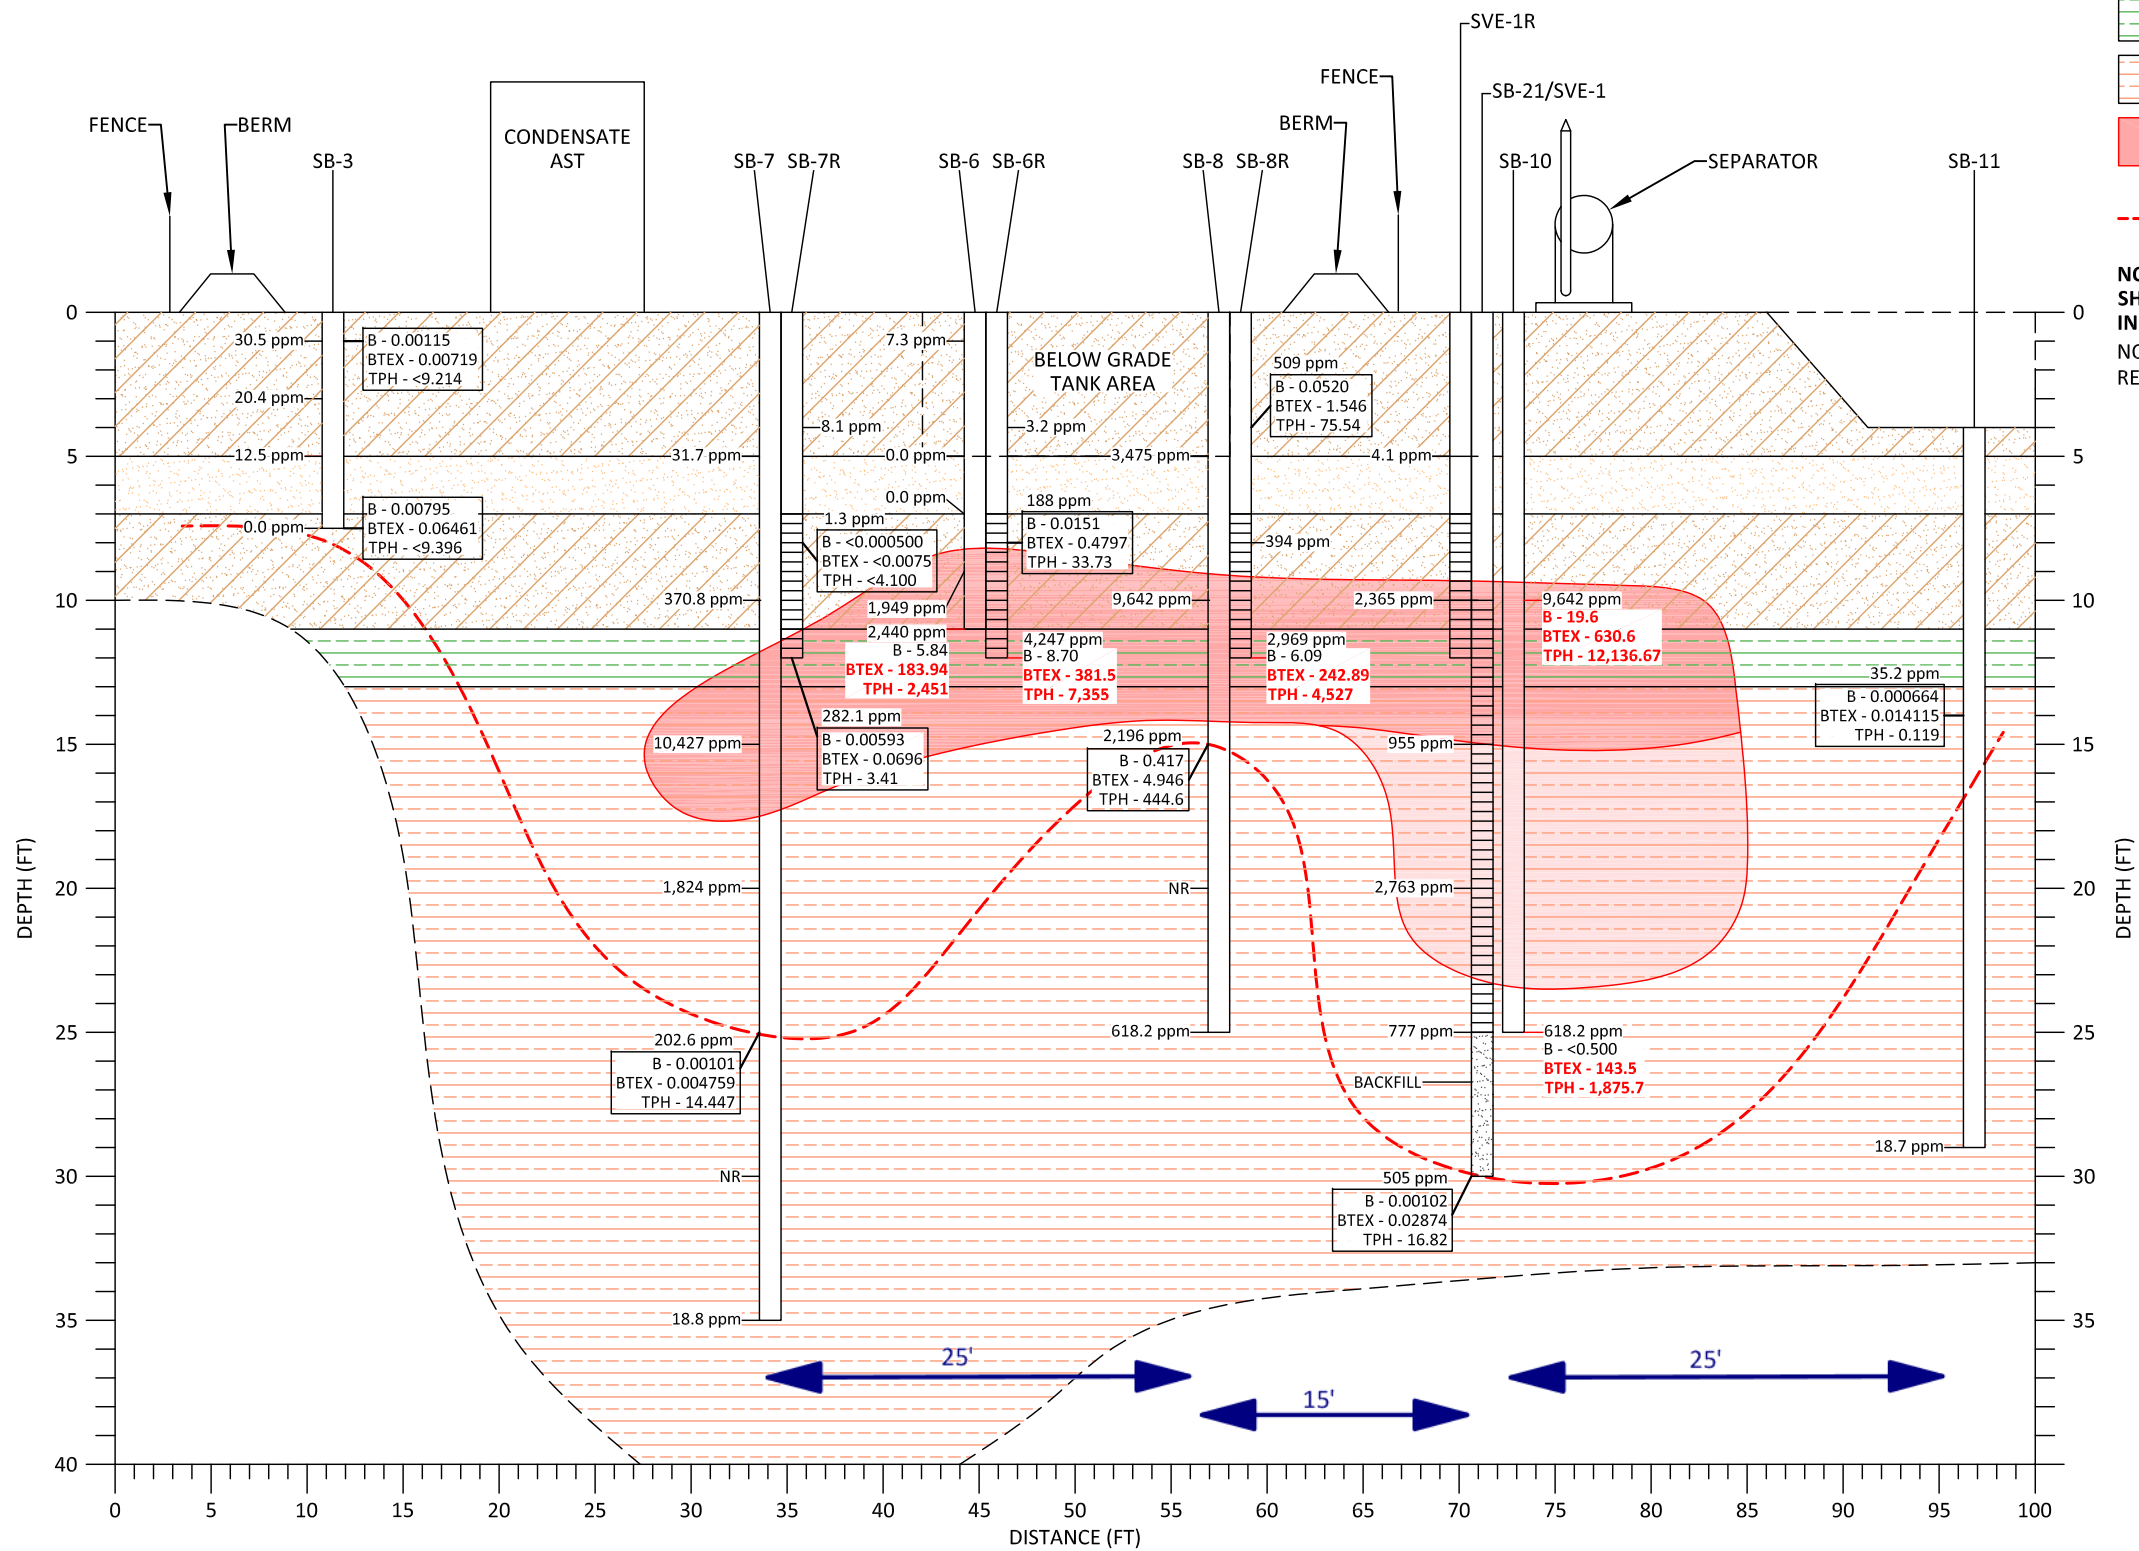 SVE-1R
FENCE
SB-21/SVE-1
FENCE
BERM
BERM
CONDENSATE
AST
SB-3
SB-7
SB-7R
SB-6
SB-6R
SB-8
SB-8R
SB-10
SEPARATOR
SB-11
NO
SH
IN
NO
RE
0
5
10
15
20
25
30
35
40
DEPTH (FT)
30.5 ppm
B - 0.00115
BTEX - 0.00719
TPH - <9.214
20.4 ppm
12.5 ppm
0.0 ppm
B - 0.00795
BTEX - 0.06461
TPH - <9.396
31.7 ppm
370.8 ppm
10,427 ppm
1,824 ppm
202.6 ppm
B - 0.00101
BTEX - 0.004759
TPH - 14.447
NR
18.8 ppm
8.1 ppm
1.3 ppm
B - <0.000500
BTEX - <0.0075
TPH - <4.100
282.1 ppm
B - 0.00593
BTEX - 0.0696
TPH - 3.41
7.3 ppm
0.0 ppm
0.0 ppm
1,949 ppm
2,440 ppm
B - 5.84
BTEX - 183.94
TPH - 2,451
BELOW GRADE
TANK AREA
3.2 ppm
188 ppm
B - 0.0151
BTEX - 0.4797
TPH - 33.73
4,247 ppm
B - 8.70
BTEX - 381.5
TPH - 7,355
3,475 ppm
9,642 ppm
2,196 ppm
B - 0.417
BTEX - 4.946
TPH - 444.6
NR
618.2 ppm
509 ppm
B - 0.0520
BTEX - 1.546
TPH - 75.54
394 ppm
2,969 ppm
B - 6.09
BTEX - 242.89
TPH - 4,527
4.1 ppm
2,365 ppm
955 ppm
2,763 ppm
777 ppm
BACKFILL
505 ppm
B - 0.00102
BTEX - 0.02874
TPH - 16.82
9,642 ppm
B - 19.6
BTEX - 630.6
TPH - 12,136.67
618.2 ppm
B - <0.500
BTEX - 143.5
TPH - 1,875.7
35.2 ppm
B - 0.000664
BTEX - 0.014115
TPH - 0.119
18.7 ppm
0
5
10
15
20
25
30
35
DEPTH (FT)
25'
15'
25'
0 5 10 15 20 25 30 35 40 45 50 55 60 65 70 75 80 85 90 95 100
DISTANCE (FT)